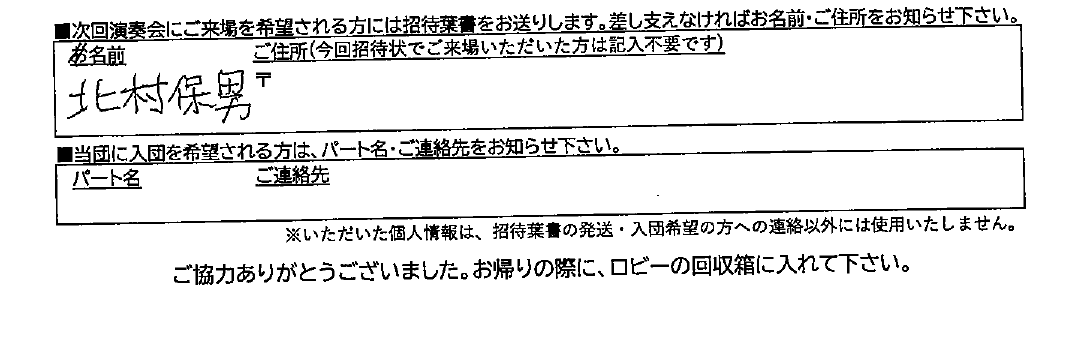 ■次回演奏会にご来場を希望される方には招待葉書をお送りします。差し支えなければお名前・ご住所をお知らせ下さい。
お名前 ご住所(今回招待状でご来場いただいた方は記入不要です)
北村保男 〒
■当団に入団を希望される方は、パート名・ご連絡先をお知らせ下さい。
パート名 ご連絡先
※いただいた個人情報は、招待葉書の発送・入団希望の方への連絡以外には使用いたしません。
ご協力ありがとうございました。お帰りの際に、ロビーの回収箱に入れて下さい。